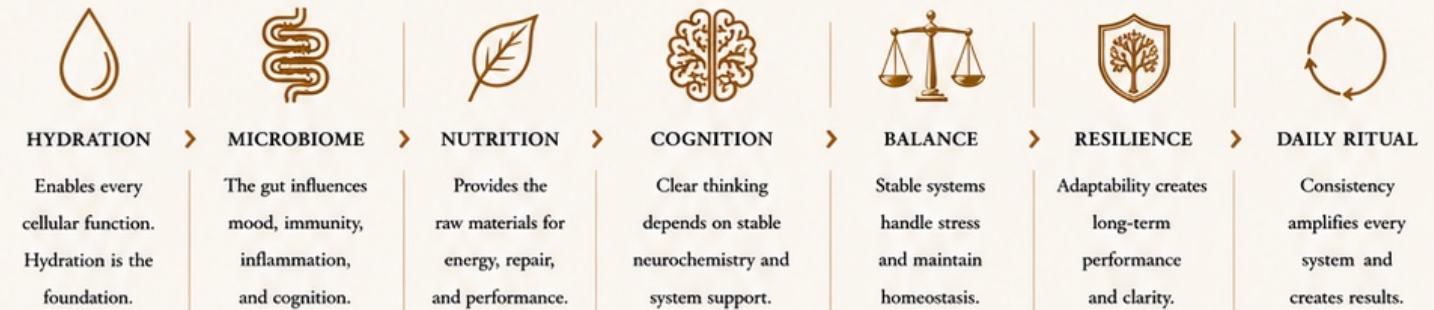 HYDRATION
Enables every
cellular function.
Hydration is the
foundation.
MICROBIOME
The gut influences
mood, immunity,
inflammation,
and cognition.
NUTRITION
Provides the
raw materials for
energy, repair,
and performance.
COGNITION
Clear thinking
depends on stable
neurochemistry and
system support.
BALANCE
Stable systems
handle stress
and maintain
homeostasis.
RESILIENCE
Adaptability creates
long-term
performance
and clarity.
DAILY RITUAL
Consistency
amplifies every
system and
creates results.